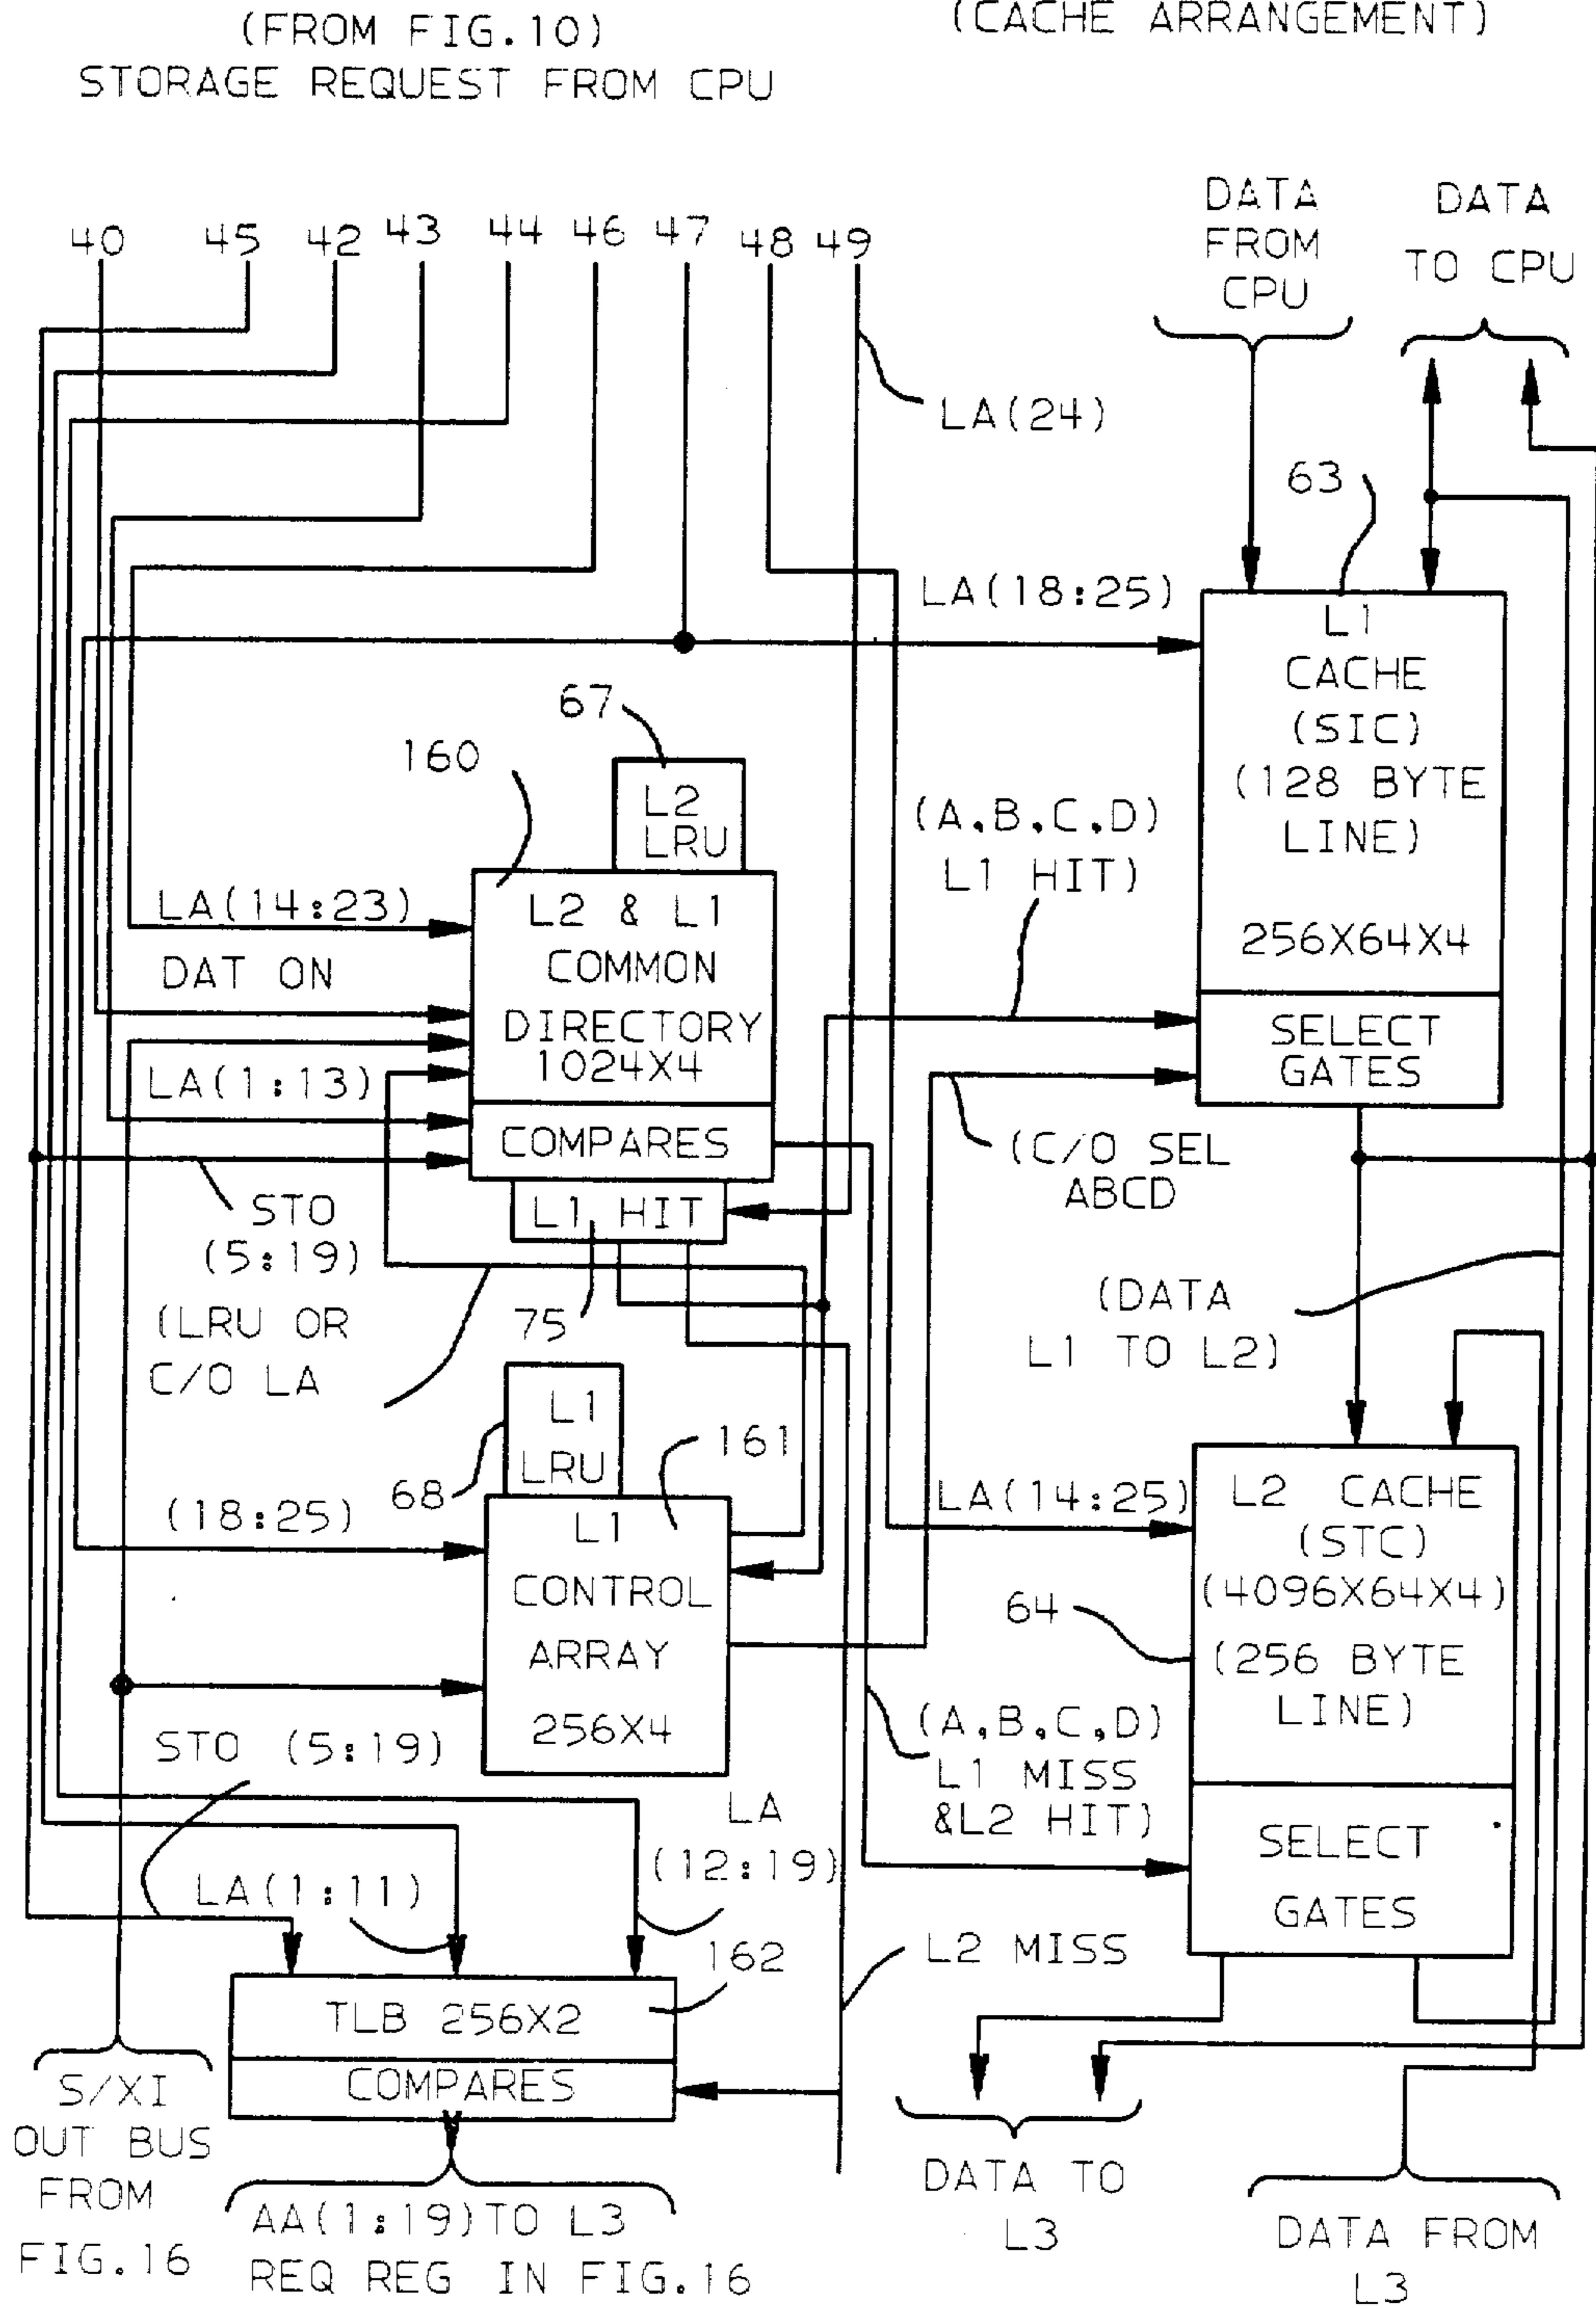 (FROM FIG.10)
STORAGE REQUEST FROM CPU
(CACHE ARRANGEMENT)
40
45
42
43
44
46
47
48
49
DATA
FROM
CPU
DATA
TO CPU
LA(24)
63
LA(18:25)
L1
CACHE
(SIC)
(128 BYTE
LINE)
256X64X4
SELECT
GATES
67
160
L2
LRU
(A,B,C,D)
L1 HIT)
LA(14:23)
DAT ON
L2 & L1
COMMON
DIRECTORY
1024X4
LA(1:13)
COMPARES
L1 HIT
STO
(5:19)
(C/O SEL
ABCD
(LRU OR
C/O LA
75
(DATA
L1 TO L2)
L1
LRU
68
161
(18:25)
L1
CONTROL
ARRAY
256X4
LA(14:25)
L2 CACHE
(STC)
(4096X64X4)
(256 BYTE
LINE)
64
SELECT
GATES
STO (5:19)
(A,B,C,D)
L1 MISS
&L2 HIT)
LA
(12:19)
LA(1:11)
162
L2 MISS
TLB 256X2
COMPARES
S/XI
OUT BUS
FROM
FIG.16
AA(1:19)TO L3
REQ REG IN FIG.16
DATA TO
L3
DATA FROM
L3